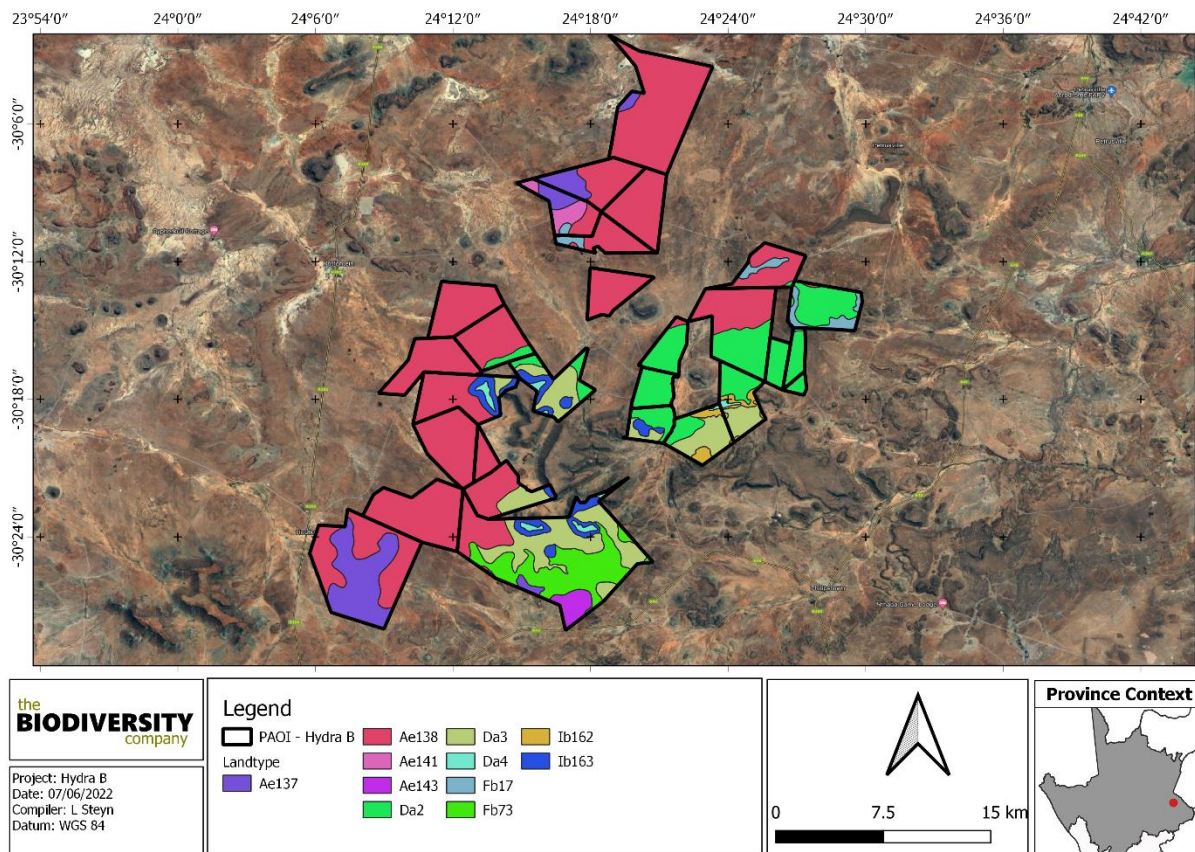 23°54′0″ 24°0′0″ 24°6′0″ 24°12′0″ 24°18′0″ 24°24′0″ 24°30′0″ 24°36′0″ 24°42′0″
-30°6′0″
Petrusville
Petrusville
-30°12′0″
-30°18′0″
-30°24′0″
the
BIODIVERSITY
company
Project: Hydra B
Date: 07/06/2022
Compiler: L Steyn
Datum: WGS 84
Legend
PAOI - Hydra B
Landtype
Ae137
Ae138
Ae141
Ae143
Da2
Da3
Da4
Fb17
Fb73
Ib162
Ib163
0 7.5 15 km
Province Context